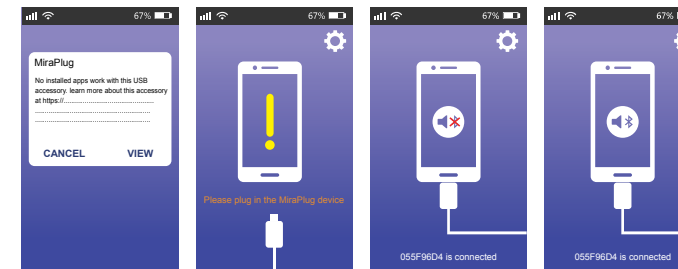 67%
MiraPlug
No installed apps work with this USB
accessory. learn more about this accessory
at https://.................................................
.............................................................
.............................................................
CANCEL VIEW
67%
Please plug in the MiraPlug device
67%
055F96D4 is connected
67%
055F96D4 is connected